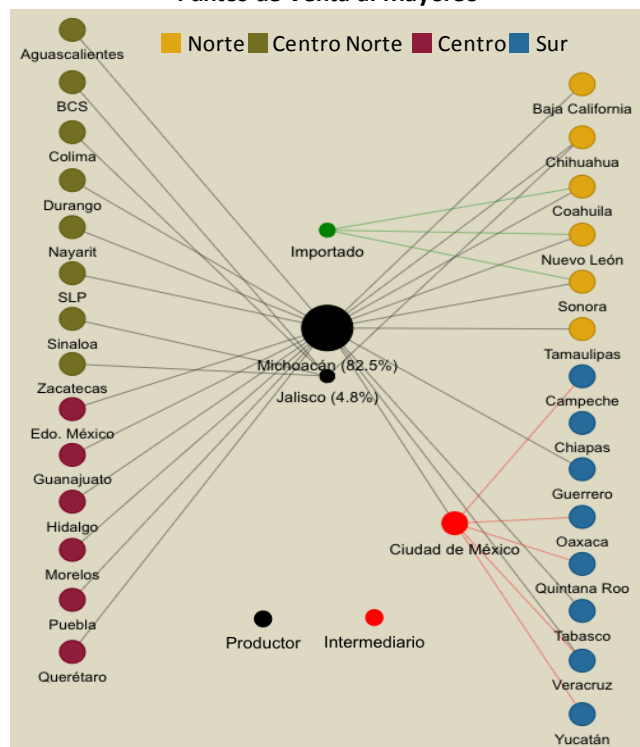 Norte Centro Norte Centro Sur
Aguascalientes
BCS
Colima
Durango
Nayarit
SLP
Sinaloa
Zacatecas
Edo. México
Guanajuato
Hidalgo
Morelos
Puebla
Querétaro
Importado
Michoacán (82.5%)
Jalisco (4.8%)
Ciudad de México
Productor
Intermediario
Baja California
Chihuahua
Coahuila
Nuevo León
Sonora
Tamaulipas
Campeche
Chiapas
Guerrero
Oaxaca
Quintana Roo
Tabasco
Veracruz
Yucatán